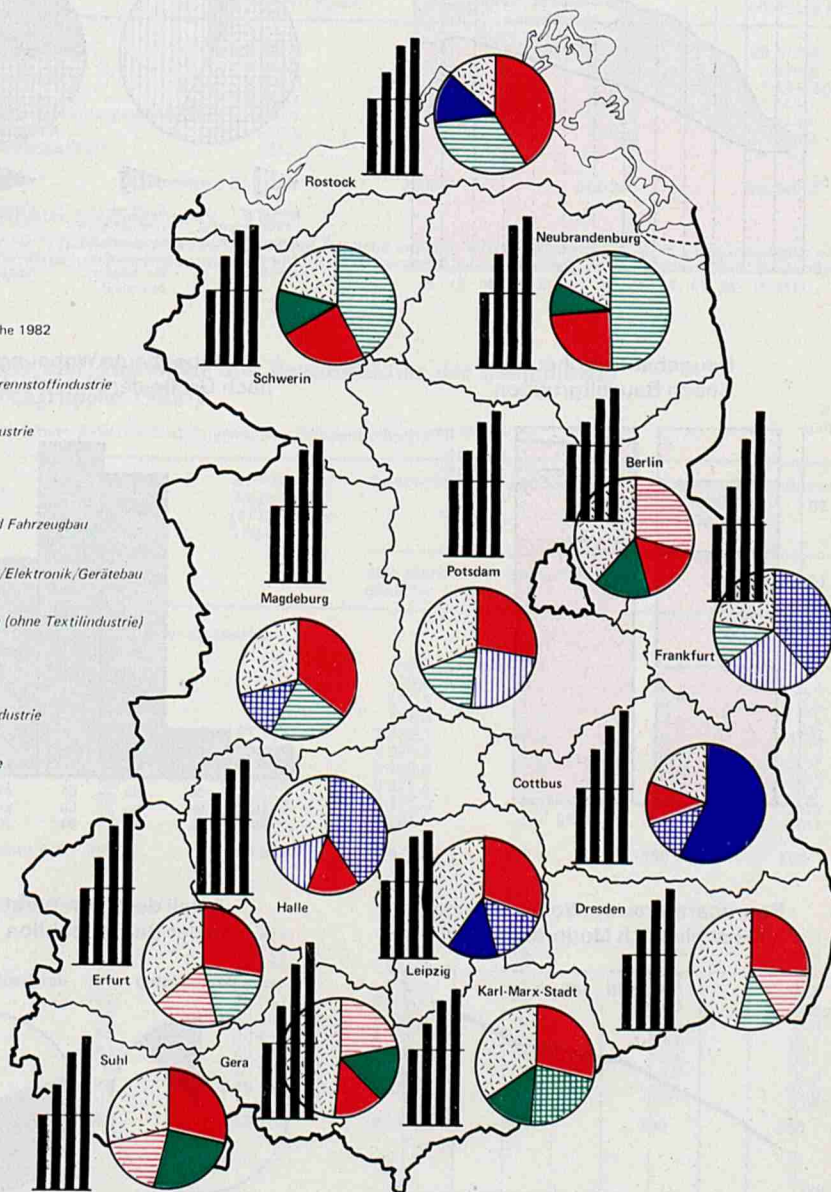 Rostock
Neubrandenburg
he 1982
Schwerin
rennstoffindustrie
ustrie
Berlin
d Fahrzeugbau
Potsdam
/Elektronik/Gerätebau
Magdeburg
(ohne Textilindustrie)
Frankfurt
dustrie
Cottbus
e
Halle
Dresden
Leipzig
Erfurt
Karl-Marx-Stadt
Suhl
Gera